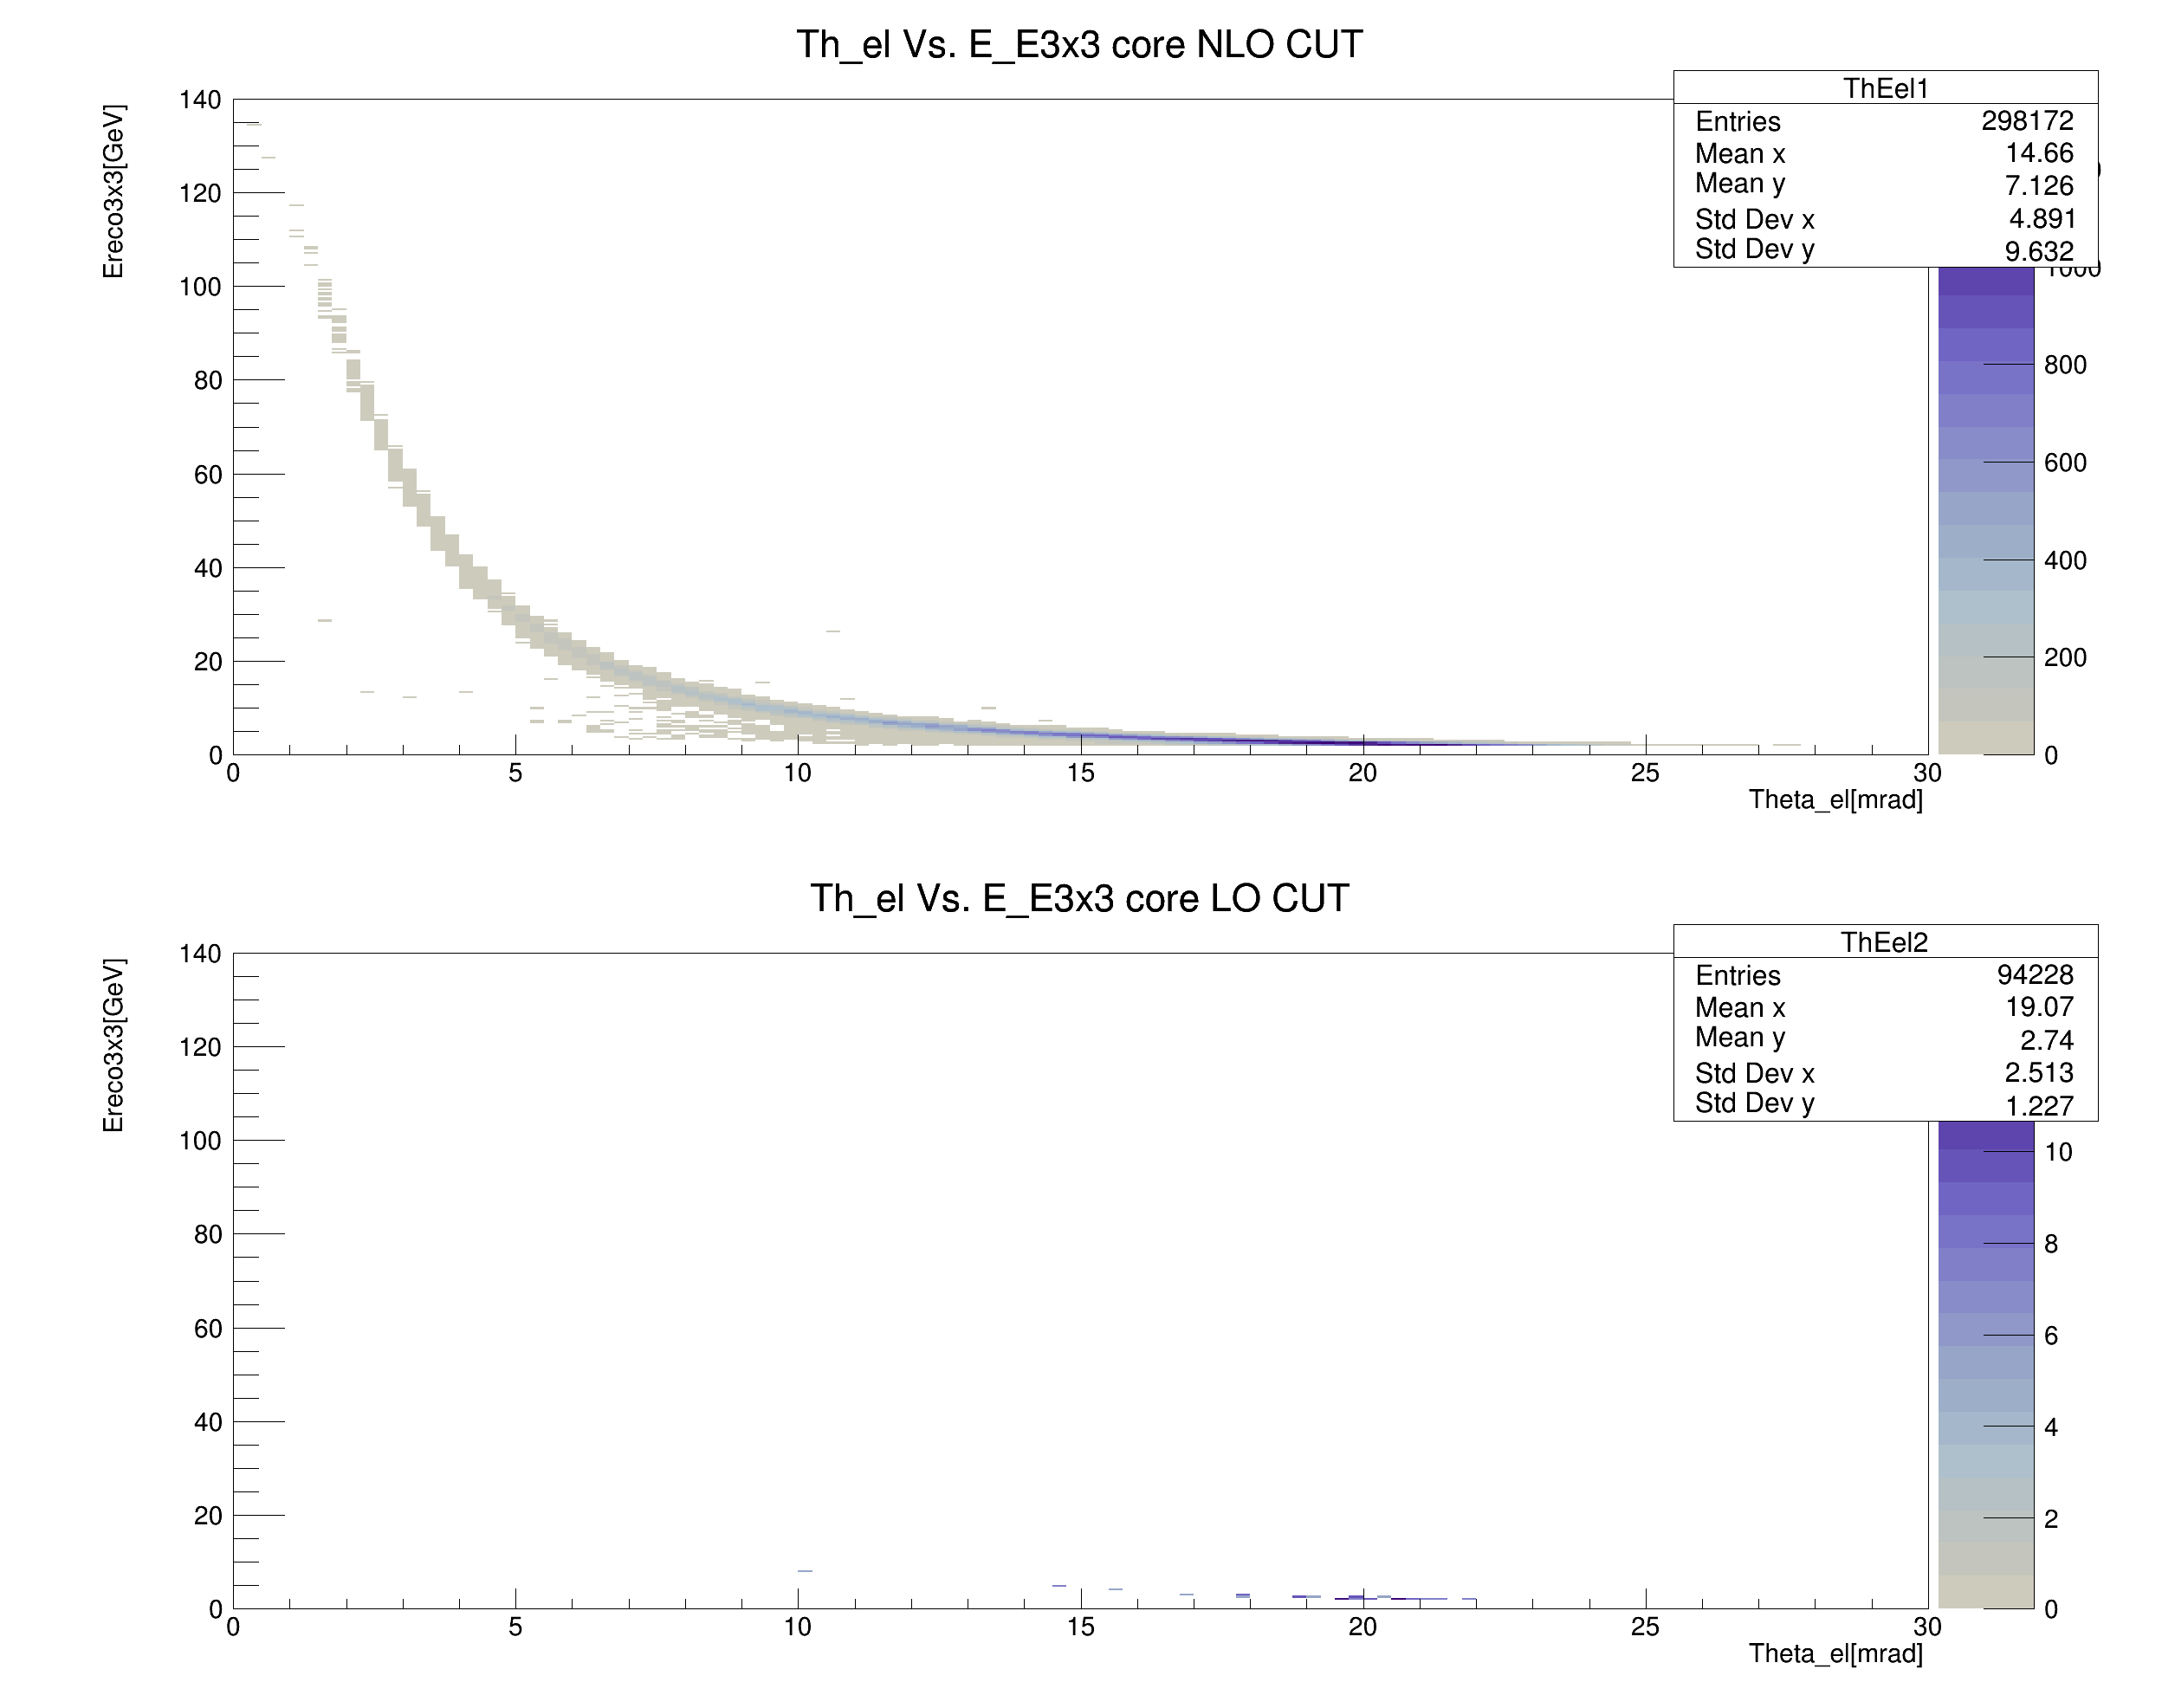 Th_el Vs. E_E3x3 core NLO CUT
Ereco3x3[GeV]
ThEel1
Entries 298172
Mean x 14.66
Mean y 7.126
Std Dev x 4.891
Std Dev y 9.632
140
120
100
80
60
40
20
0
0 5 10 15 20 25 30
Theta_el[mrad]
1000
800
600
400
200
0
Th_el Vs. E_E3x3 core LO CUT
Ereco3x3[GeV]
ThEel2
Entries 94228
Mean x 19.07
Mean y 2.74
Std Dev x 2.513
Std Dev y 1.227
140
120
100
80
60
40
20
0
0 5 10 15 20 25 30
Theta_el[mrad]
10
8
6
4
2
0